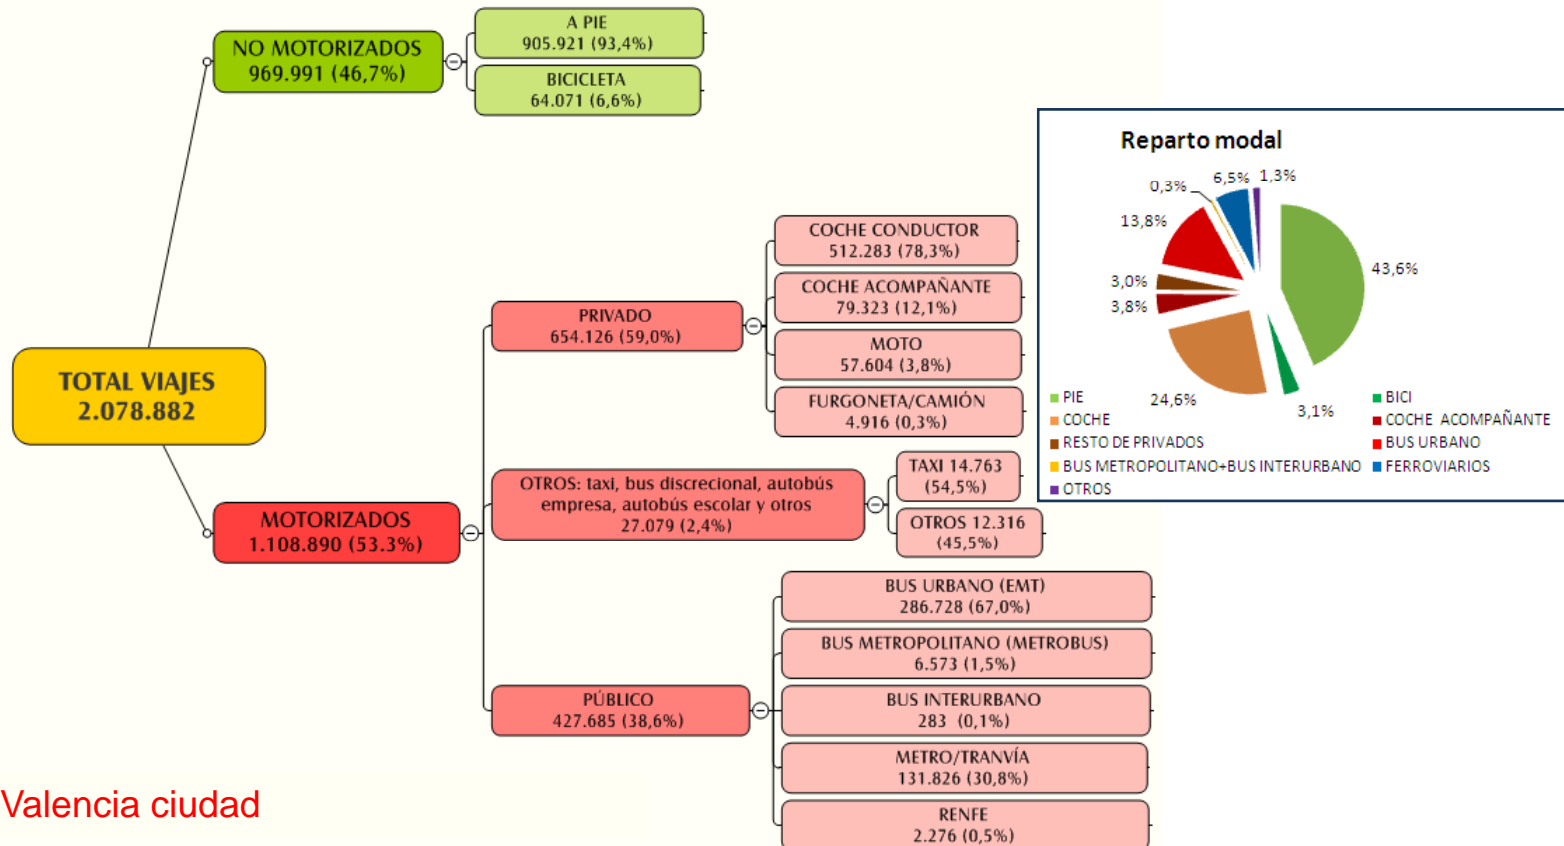 NO MOTORIZADOS
969.991 (46,7%)
A PIE
905.921 (93,4%)
BICICLETA
64.071 (6,6%)
TOTAL VIAJES
2.078.882
MOTORIZADOS
1.108.890 (53.3%)
PRIVADO
654.126 (59,0%)
COCHE CONDUCTOR
512.283 (78,3%)
COCHE ACOMPAÑANTE
79.323 (12,1%)
MOTO
57.604 (3,8%)
FURGONETA/CAMIÓN
4.916 (0,3%)
OTROS: taxi, bus discrecional, autobús
empresa, autobús escolar y otros
27.079 (2,4%)
TAXI 14.763
(54,5%)
OTROS 12.316
(45,5%)
PÚBLICO
427.685 (38,6%)
BUS URBANO (EMT)
286.728 (67,0%)
BUS METROPOLITANO (METROBUS)
6.573 (1,5%)
BUS INTERURBANO
283 (0,1%)
METRO/TRANVÍA
131.826 (30,8%)
RENFE
2.276 (0,5%)
Valencia ciudad
Reparto modal
0,3%
6,5%
1,3%
13,8%
43,6%
3,0%
3,8%
24,6%
3,1%
PIE
BICI
COCHE
COCHE ACOMPAÑANTE
RESTO DE PRIVADOS
BUS URBANO
BUS METROPOLITANO+BUS INTERURBANO
FERROVIARIOS
OTROS